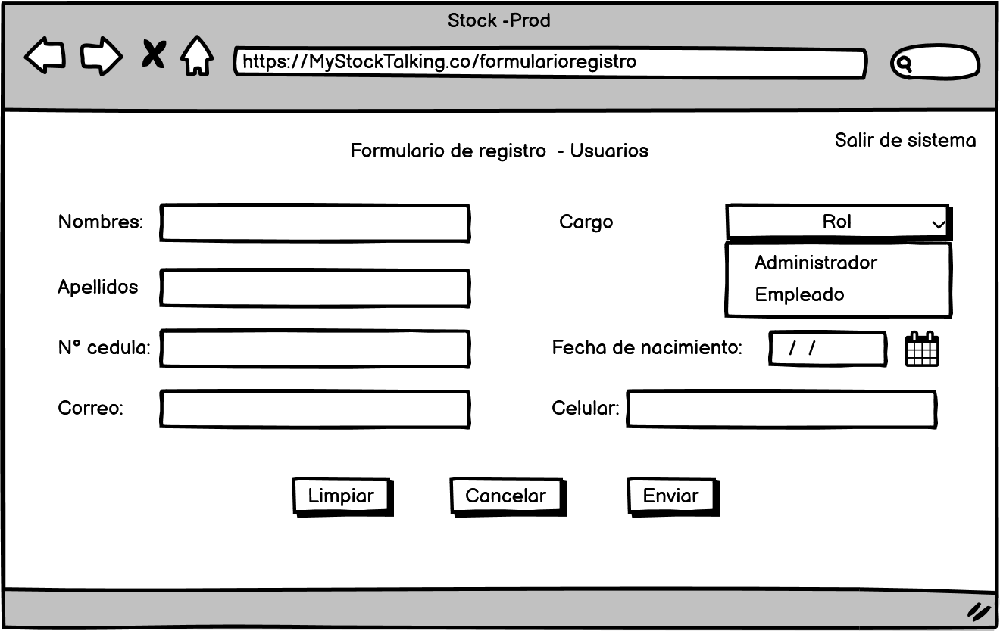 Stock -Prod
https://MyStockTalking.co/formularioregistro
Salir de sistema
Formulario de registro - Usuarios
Nombres:
Cargo
Rol
Administrador
Empleado
Apellidos
N° cedula:
Fecha de nacimiento:
/ /
Correo:
Celular:
Limpiar
Cancelar
Enviar